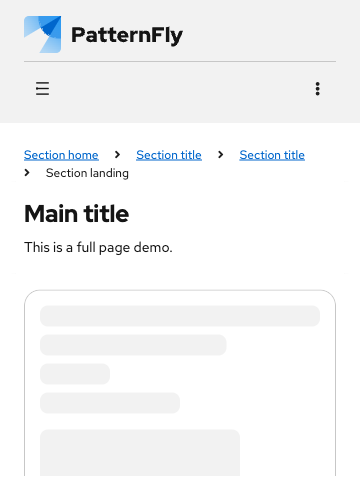 PatternFly
Section home Section title Section title
Section landing
Main title
This is a full page demo.